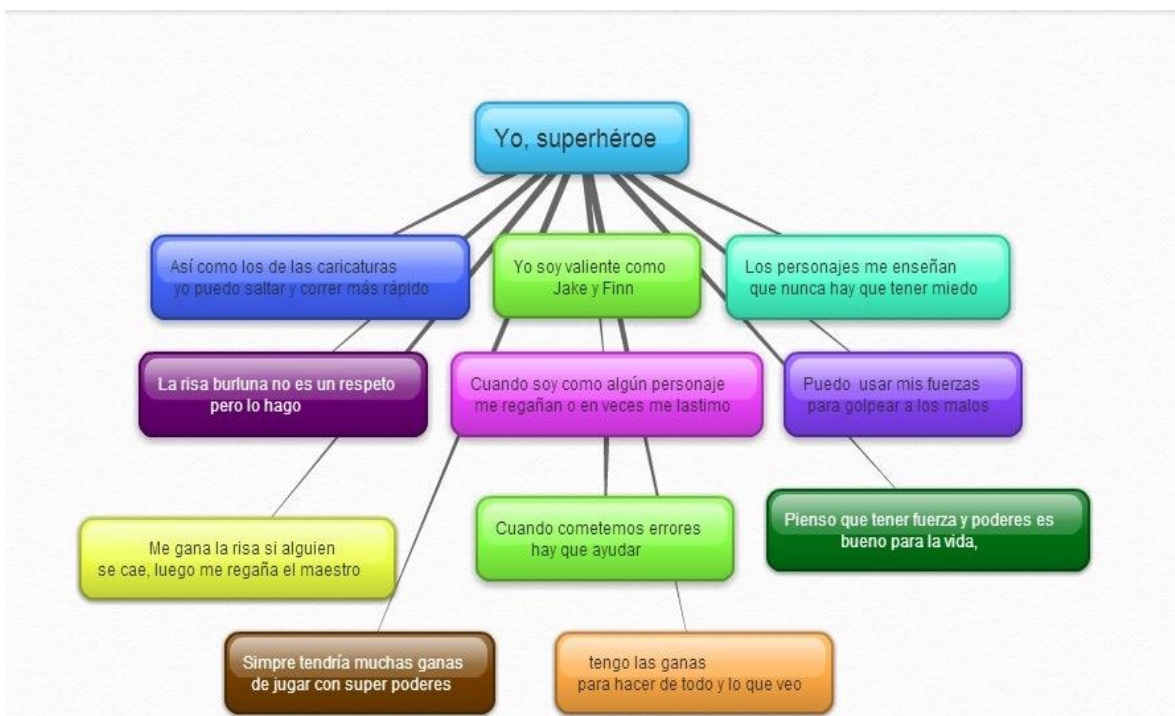 Yo, superhéroe
Así como los de las caricaturas
yo puedo saltar y correr más rápido
Yo soy valiente como
Jake y Finn
Los personajes me enseñan
que nunca hay que tener miedo
La risa burluna no es un respeto
pero lo hago
Cuando soy como algún personaje
me regañan o en veces me lastimo
Puedo usar mis fuerzas
para golpear a los malos
Me gana la risa si alguien
se cae, luego me regaña el maestro
Cuando cometemos errores
hay que ayudar
Pienso que tener fuerza y poderes es
bueno para la vida,
Simpre tendría muchas ganas
de jugar con super poderes
tengo las ganas
para hacer de todo y lo que veo